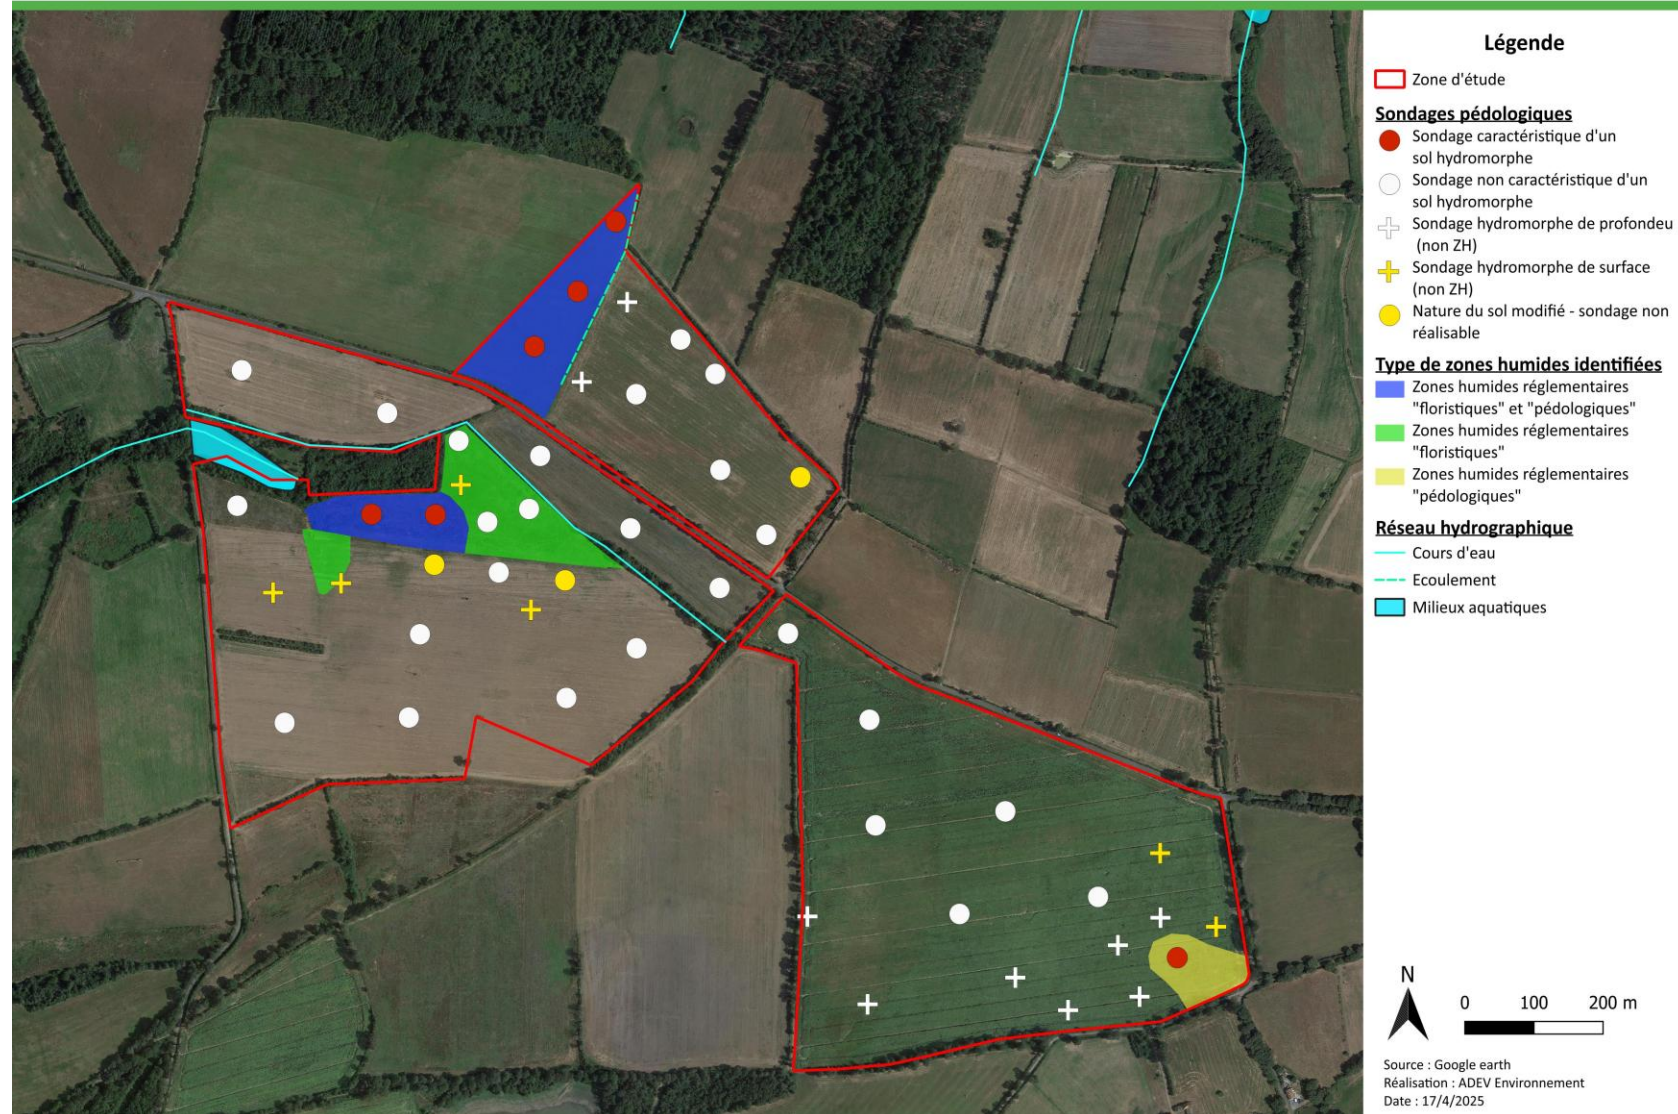 Légende
Zone d'étude
Sondages pédologiques
Sondage caractéristique d'un
sol hydromorphe
Sondage non caractéristique d'un
sol hydromorphe
Sondage hydromorphe de profondeu
(non ZH)
Sondage hydromorphe de surface
(non ZH)
Nature du sol modifié - sondage non
réalisable
Type de zones humides identifiées
Zones humides réglementaires
"floristiques" et "pédologiques"
Zones humides réglementaires
"floristiques"
Zones humides réglementaires
"pédologiques"
Réseau hydrographique
Cours d'eau
Ecoulement
Milieux aquatiques
N
0 100 200 m
Source : Google earth
Réalisation : ADEV Environnement
Date : 17/4/2025